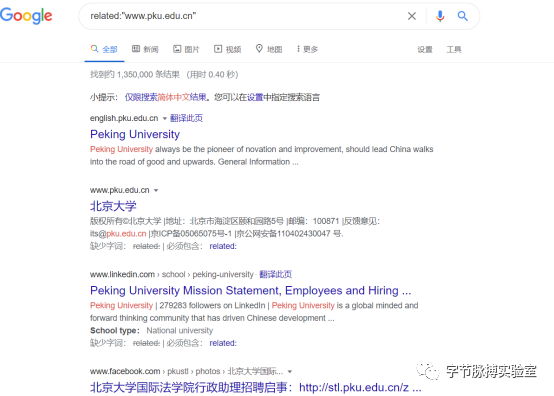 Google
related:"www.pku.edu.cn"
全部 新闻 图片 视频 地图 更多 设置 工具
找到约 1,350,000 条结果 (用时 0.40 秒)
小提示: 仅限搜索简体中文结果。您可以在设置中指定搜索语言
english.pku.edu.cn 翻译此页
Peking University
Peking University always be the pioneer of novation and improvement, should lead China walks
into the road of good and upwards. General Information ...
www.pku.edu.cn
北京大学
版权所有©北京大学 |地址: 北京市海淀区颐和园路5号 |邮编: 100871 |反馈意见:
its@pku.edu.cn |京ICP备05065075号-1 |京公网安备110402430047 号.
缺少字词: related: | 必须包含: related:
www.linkedin.com › school › peking-university 翻译此页
Peking University Mission Statement, Employees and Hiring ...
Peking University | 279283 followers on LinkedIn | Peking University is a global minded and
forward thinking community that has driven Chinese development ...
School type: National university
缺少字词: related: | 必须包含: related:
www.facebook.com › pkustl › photos › 北京大学国际...
北京大学国际法学院行政助理招聘启事: http://stl.pku.edu.cn/z ...
字节脉搏实验室